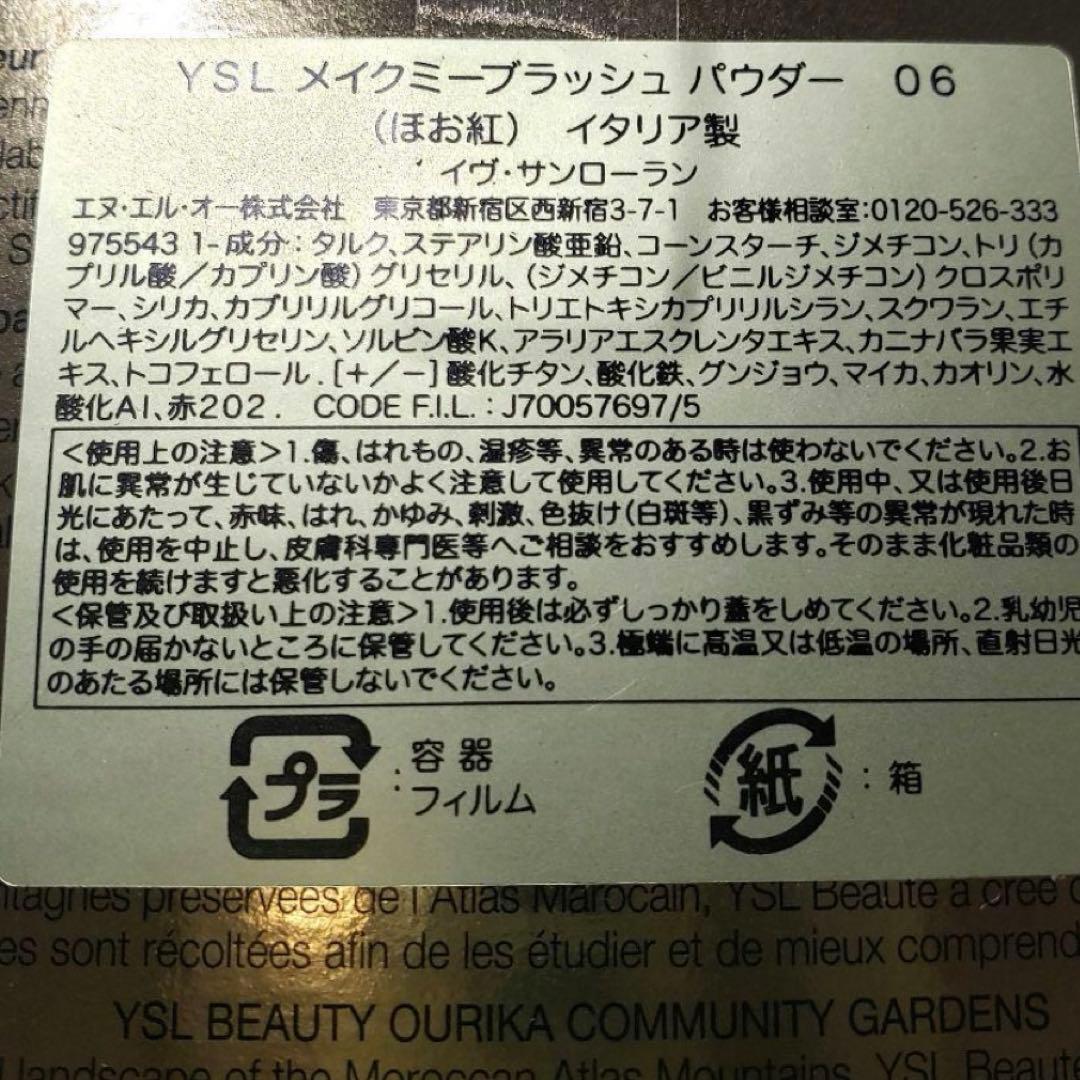 YSL メイクミーブラッシュ パウダー 06
（ほお紅） イタリア製
イヴ・サンローラン
エヌ・エル・オー株式会社 東京都新宿区西新宿3-7-1 お客様相談室:0120-526-333
975543 1- 成分：タルク、ステアリン酸亜鉛、コーンスターチ、ジメチコン、トリ（カ
プリル酸／カプリン酸）グリセリル、（ジメチコン／ビニルジメチコン）クロスポリ
マー、シリカ、カプリリルグリコール、トリエトキシカプリリルシラン、スクワラン、エチ
ルヘキシルグリセリン、ソルビン酸K、アラリアエスクレンタエキス、カニナバラ果実エ
キス、トコフェロール．[＋／－]酸化チタン、酸化鉄、グンジョウ、マイカ、カオリン、水
酸化Al、赤202． CODE F.I.L. : J70057697/5
＜使用上の注意＞1.傷、はれもの、湿疹等、異常のある時は使わないでください。2.お
肌に異常が生じていないかよく注意して使用してください。3.使用中、又は使用後日
光にあたって、赤味、はれ、かゆみ、刺激、色抜け（白斑等）、黒ずみ等の異常が現れた時
は、使用を中止し、皮膚科専門医等へご相談をおすすめします。そのまま化粧品類の
使用を続けますと悪化することがあります。
＜保管及び取扱い上の注意＞1.使用後は必ずしっかり蓋をしめてください。2.乳幼児
の手の届かないところに保管してください。3.極端に高温又は低温の場所、直射日光
のあたる場所には保管しないでください。
プラ : 容器
: フィルム
紙 : 箱
préservées de l'Atlas Marocain, YSL Beauté a créé
sont récoltées afin de les étudier et de mieux
YSL BEAUTY OURIKA COMMUNITY GARDENS
landscape of the Moroccan Atlas Mountains, YSL Beauté